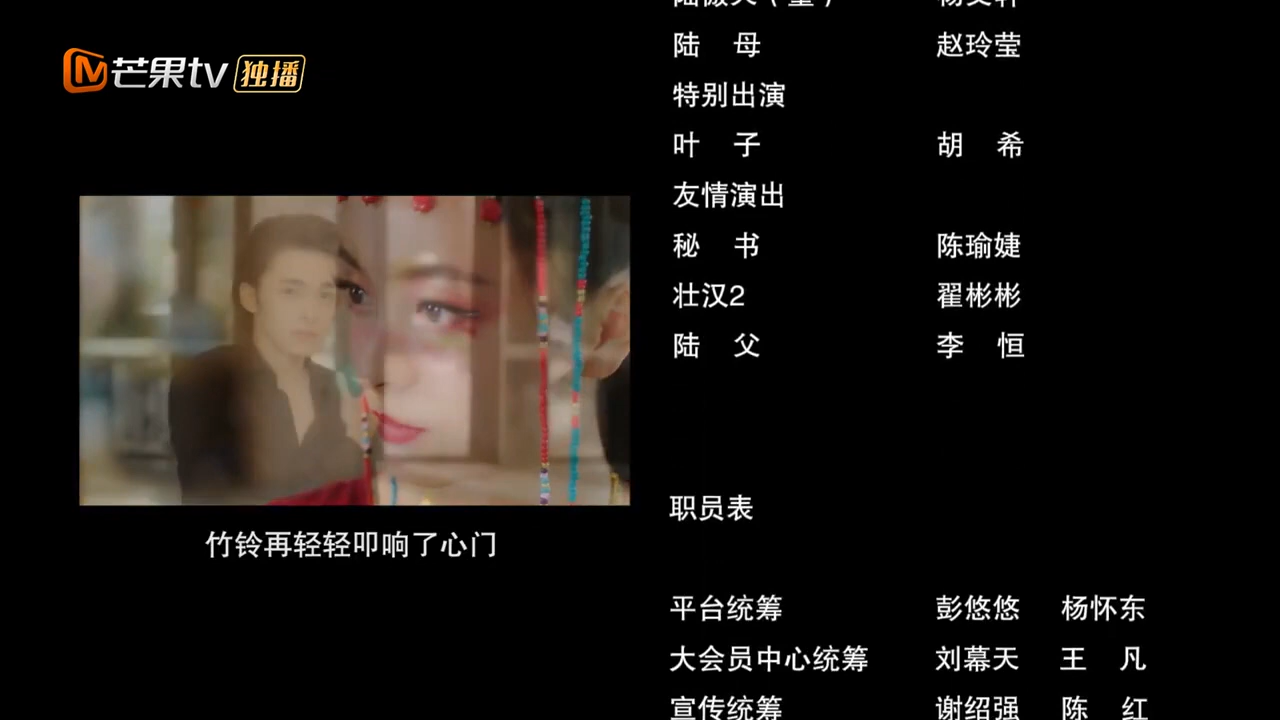 芒果tv 独播
陆 母 赵玲莹
特别出演
叶 子 胡 希
友情演出
秘 书 陈瑜婕
壮汉2 翟彬彬
陆 父 李 恒
职员表
竹铃再轻轻叩响了心门
平台统筹 彭悠悠 杨怀东
大会员中心统筹 刘幕天 王 凡
宣传统筹 谢绍强 陈 红